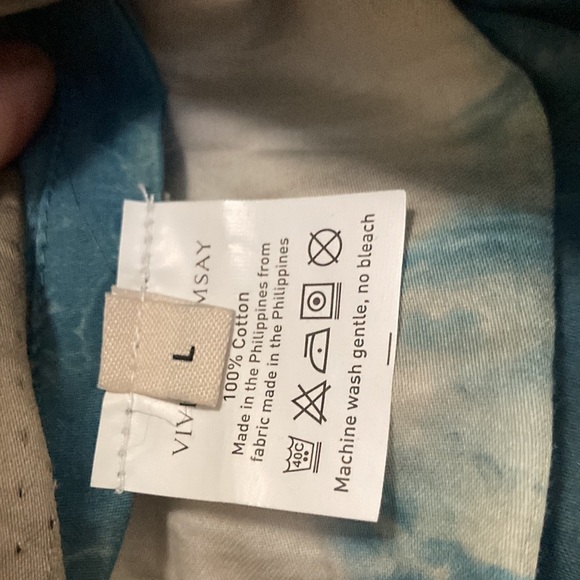 L
100% Cotton
Made in the Philippines from
fabric made in the Philippines
40C
Machine wash gentle, no bleach